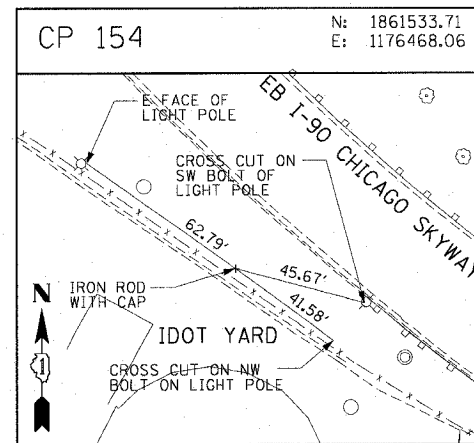 CP 154
N: 1861533.71
E: 1176468.06
E FACE OF
LIGHT POLE
EB I-90 CHICAGO SKYWAY
CROSS CUT ON
SW BOLT OF
LIGHT POLE
62.79'
45.67'
41.58'
IRON ROD
WITH CAP
N
1
IDOT YARD
CROSS CUT ON NW
BOLT ON LIGHT POLE